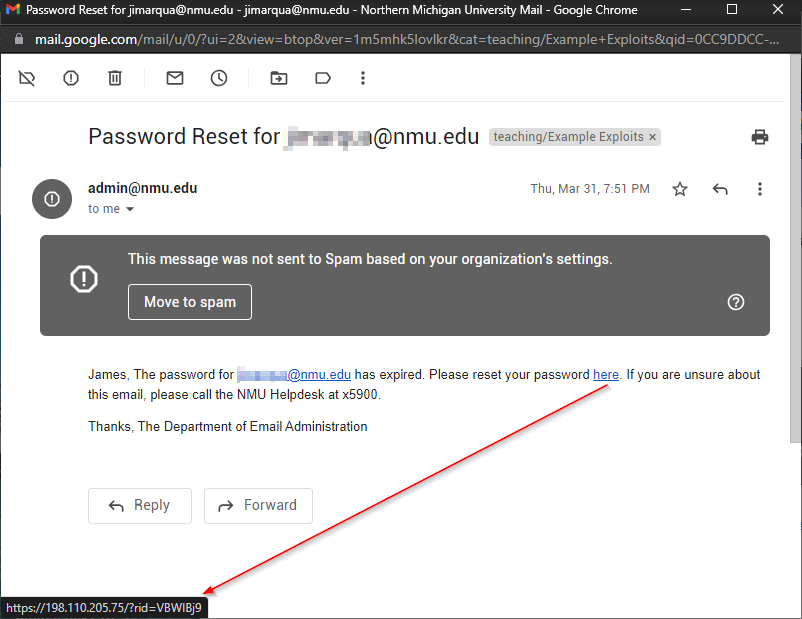 Password Reset for jimarqua@nmu.edu - jimarqua@nmu.edu - Northern Michigan University Mail - Google Chrome
mail.google.com/mail/u/0/?ui=2&view=btop&ver=1m5mhk5lovlkr&cat=teaching/Example+Exploits&qid=0CC9DDCC-...
Password Reset for @nmu.edu teaching/Example Exploits ×
admin@nmu.edu Thu, Mar 31, 7:51 PM
to me
This message was not sent to Spam based on your organization's settings.
Move to spam
James, The password for @nmu.edu has expired. Please reset your password here. If you are unsure about
this email, please call the NMU Helpdesk at x5900.
Thanks, The Department of Email Administration
Reply Forward
https://198.110.205.75/?rid=VBWIBj9